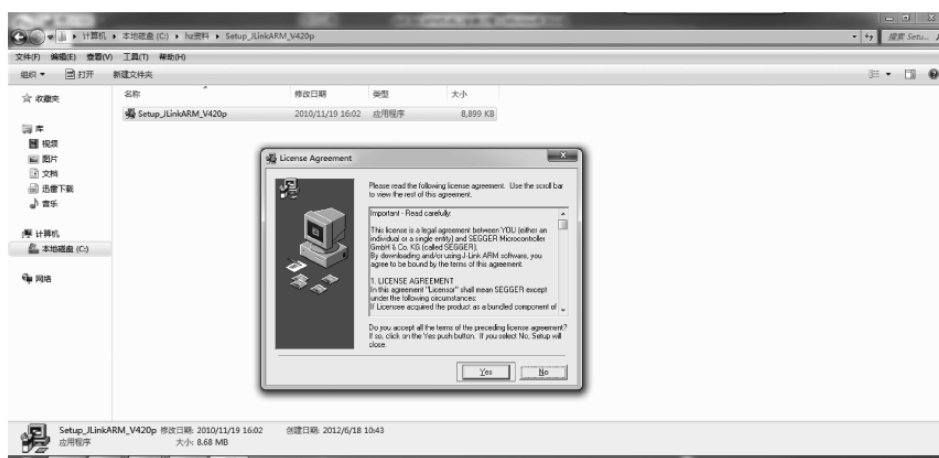 计算机 ▸ 本地磁盘 (C:) ▸ hz资料 ▸ Setup_JLinkARM_V420p
搜索 Setu...
文件(F) 编辑(E) 查看(V) 工具(T) 帮助(H)
组织 打开 新建文件夹
收藏夹
库
视频
图片
文档
迅雷下载
音乐
计算机
本地磁盘 (C:)
网络
名称 修改日期 类型 大小
Setup_JLinkARM_V420p 2010/11/19 16:02 应用程序 8,899 KB
License Agreement
Please read the following license agreement. Use the scroll bar
to view the rest of this agreement.
Important - Read carefully:
This license is a legal agreement between YOU (either an
individual or a single entity) and SEGGER Microcontroller
GmbH & Co. KG (called SEGGER).
By downloading and/or using J-Link ARM software, you
agree to be bound by the terms of this agreement.
1. LICENSE AGREEMENT
In this agreement "Licensor" shall mean SEGGER except
under the following circumstances:
If Licensee acquired the product as a bundled component of
Do you accept all the terms of the preceding license agreement?
If so, click on the Yes push button. If you select No, Setup will
close.
Yes No
Setup_JLinkARM_V420p 修改日期: 2010/11/19 16:02 创建日期: 2012/6/18 10:43
应用程序 大小: 8.68 MB